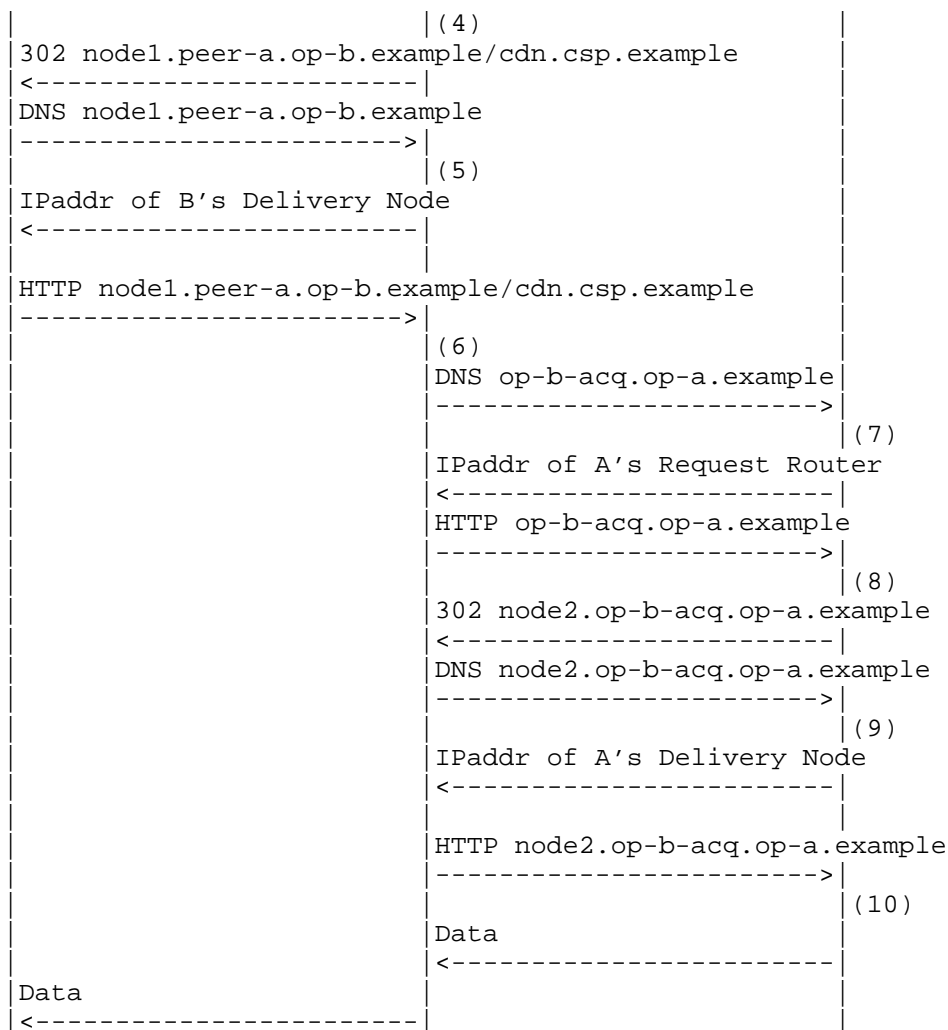 (4)
302 node1.peer-a.op-b.example/cdn.csp.example
DNS node1.peer-a.op-b.example
(5)
IPaddr of B's Delivery Node
HTTP node1.peer-a.op-b.example/cdn.csp.example
(6)
DNS op-b-acq.op-a.example
(7)
IPaddr of A's Request Router
HTTP op-b-acq.op-a.example
(8)
302 node2.op-b-acq.op-a.example
DNS node2.op-b-acq.op-a.example
(9)
IPaddr of A's Delivery Node
HTTP node2.op-b-acq.op-a.example
(10)
Data
Data